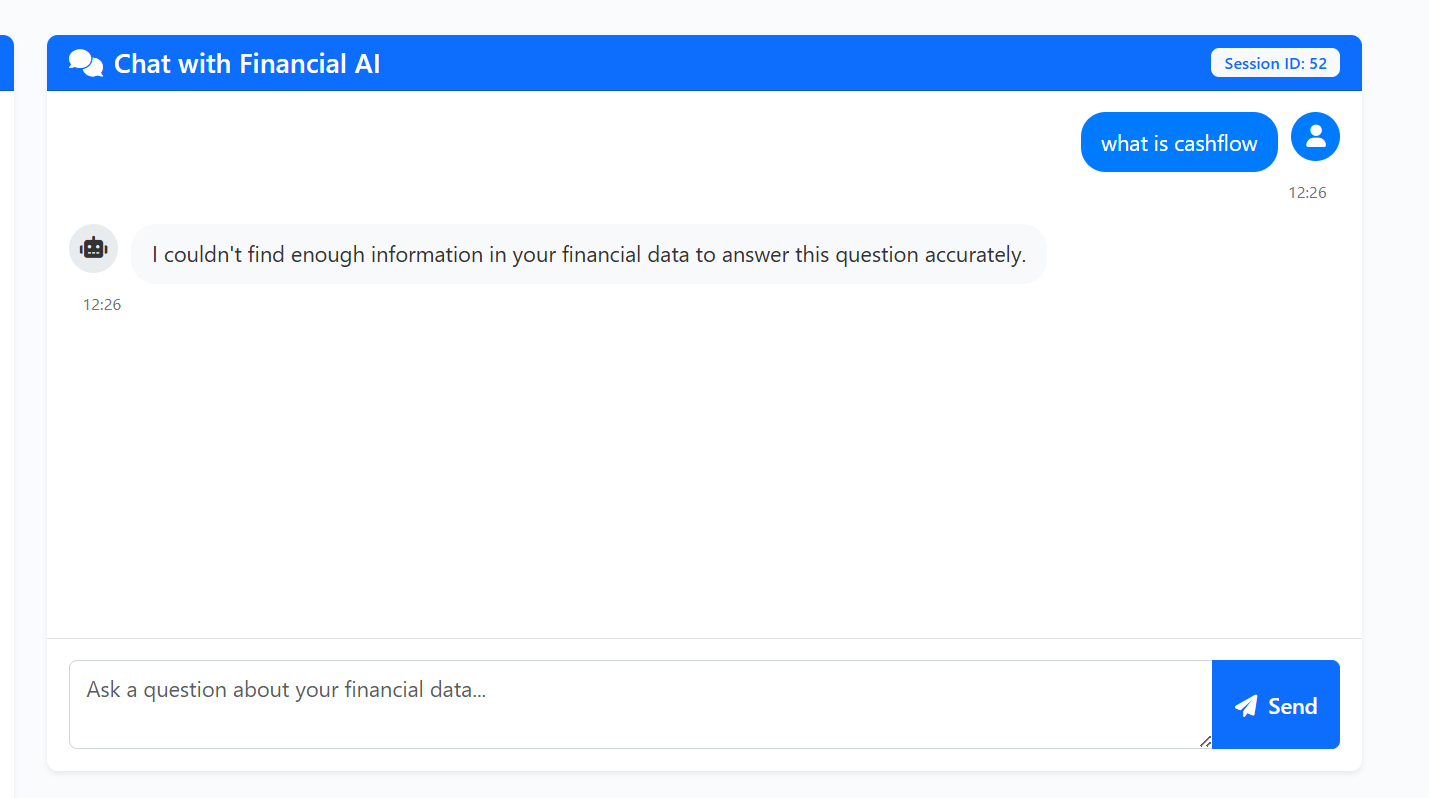 Chat with Financial AI
Session ID: 52
what is cashflow
12:26
I couldn't find enough information in your financial data to answer this question accurately.
12:26
Ask a question about your financial data...
Send